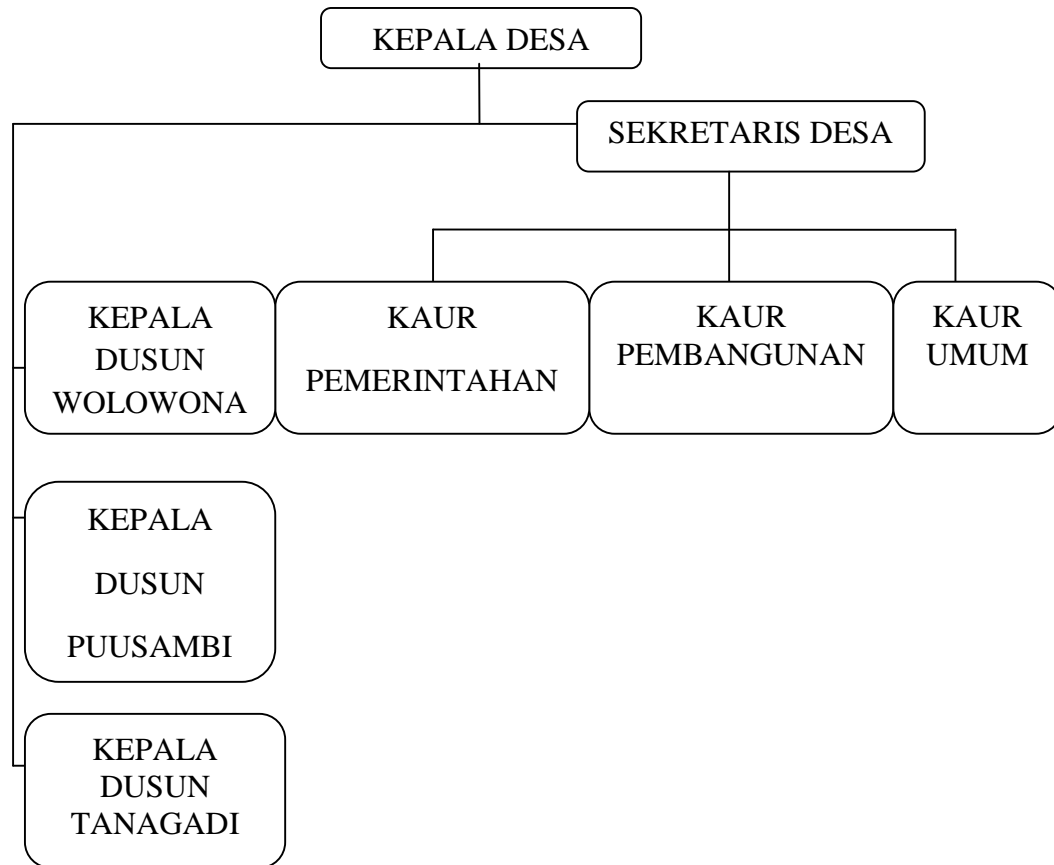 KEPALA DESA
SEKRETARIS DESA
KEPALA
DUSUN
WOLOWONA
KAUR
PEMERINTAHAN
KAUR
PEMBANGUNAN
KAUR
UMUM
KEPALA
DUSUN
PUUSAMBI
KEPALA
DUSUN
TANAGADI